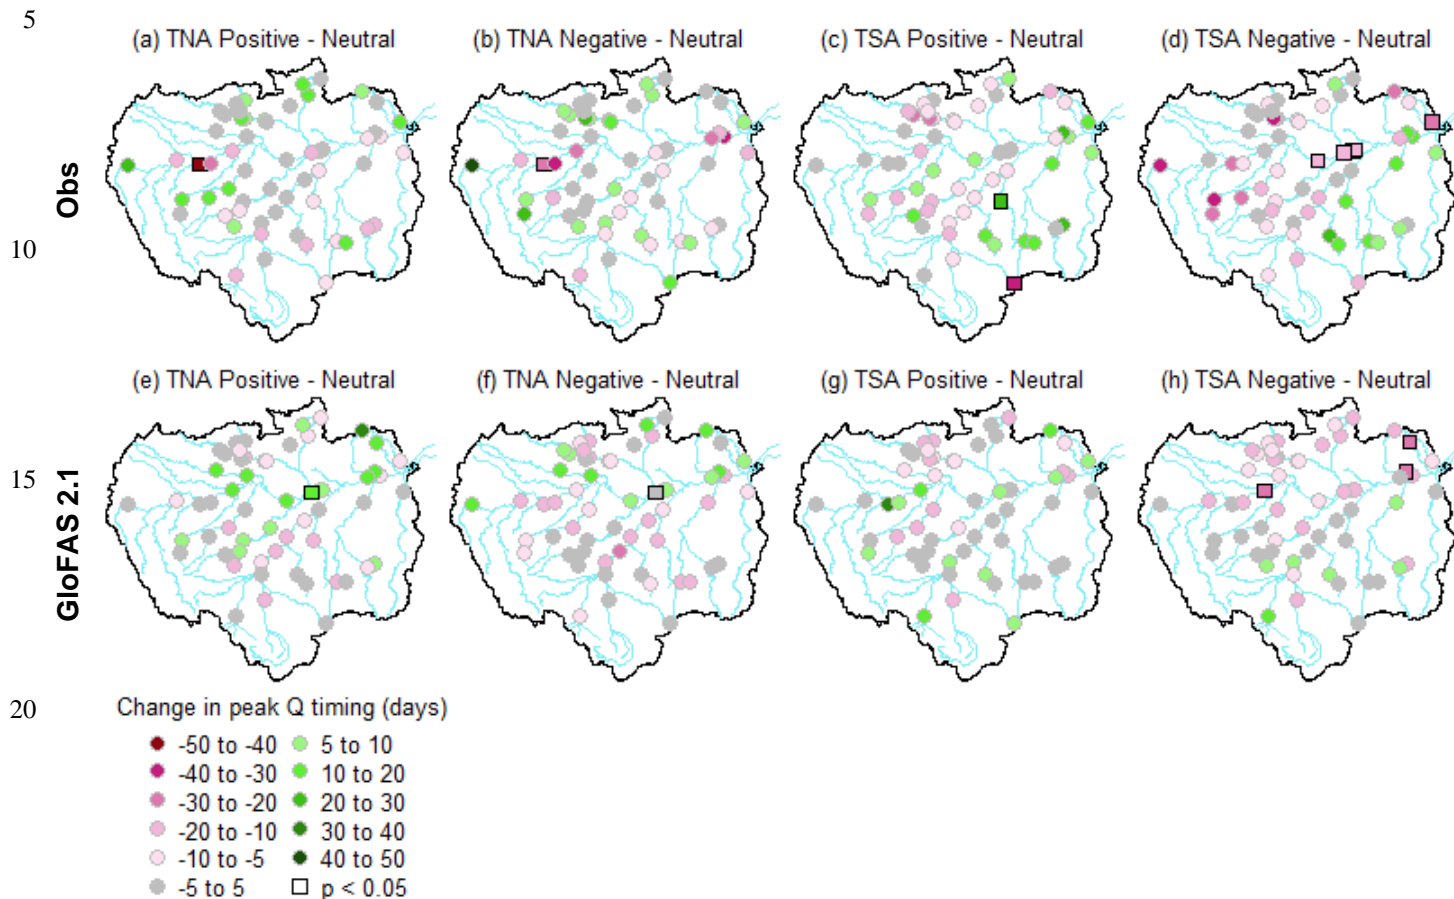 5
(a) TNA Positive - Neutral (b) TNA Negative - Neutral (c) TSA Positive - Neutral (d) TSA Negative - Neutral
Obs
10
(e) TNA Positive - Neutral (f) TNA Negative - Neutral (g) TSA Positive - Neutral (h) TSA Negative - Neutral
15
GloFAS 2.1
20
Change in peak Q timing (days)
-50 to -40 5 to 10
-40 to -30 10 to 20
-30 to -20 20 to 30
-20 to -10 30 to 40
-10 to -5 40 to 50
-5 to 5 p < 0.05